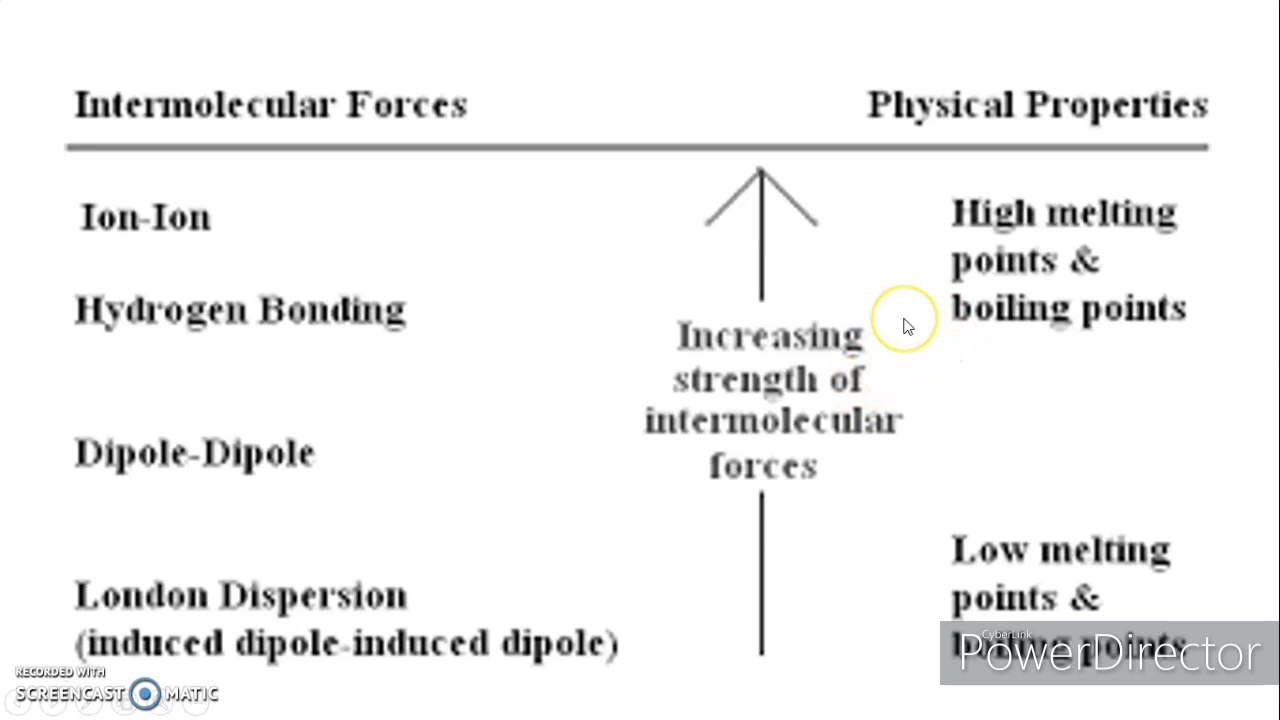 Intermolecular Forces
Physical Properties
Ion-Ion
Hydrogen Bonding
Dipole-Dipole
London Dispersion
(induced dipole-induced dipole)
Increasing
strength of
intermolecular
forces
High melting
points &
boiling points
Low melting
points &
points
CyberLink
PowerDirector
RECORDED WITH
SCREENCAST MATIC